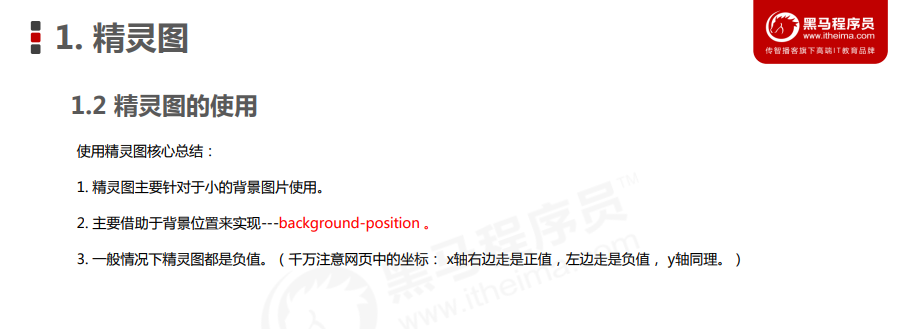 1. 精灵图
黑马程序员
www.itheima.com
传智播客旗下高端IT教育品牌
1.2 精灵图的使用
使用精灵图核心总结：
1. 精灵图主要针对于小的背景图片使用。
2. 主要借助于背景位置来实现---background-position 。
3. 一般情况下精灵图都是负值。（千万注意网页中的坐标： x轴右边走是正值，左边走是负值， y轴同理。）
黑马程序员™
www.itheima.com